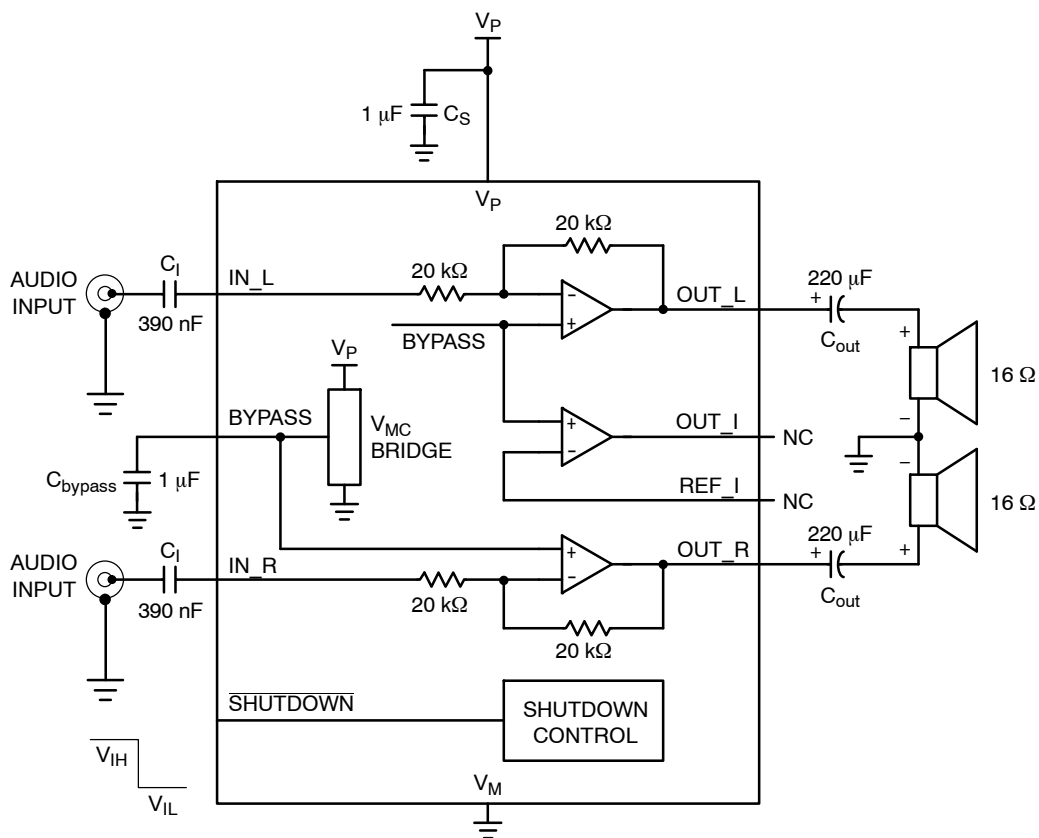 V_P
1 μF C_S
V_P
20 kΩ
AUDIO
INPUT
C_I
390 nF
IN_L
20 kΩ
−
+
OUT_L
220 μF
+
C_out
+
16 Ω
−
BYPASS
V_P
V_MC
BRIDGE
BYPASS
C_bypass 1 μF
+
−
OUT_I
NC
REF_I
NC
−
16 Ω
+
AUDIO
INPUT
C_I
390 nF
IN_R
20 kΩ
+
−
20 kΩ
OUT_R
220 μF
+
C_out
SHUTDOWN
SHUTDOWN
CONTROL
V_IH
V_IL
V_M